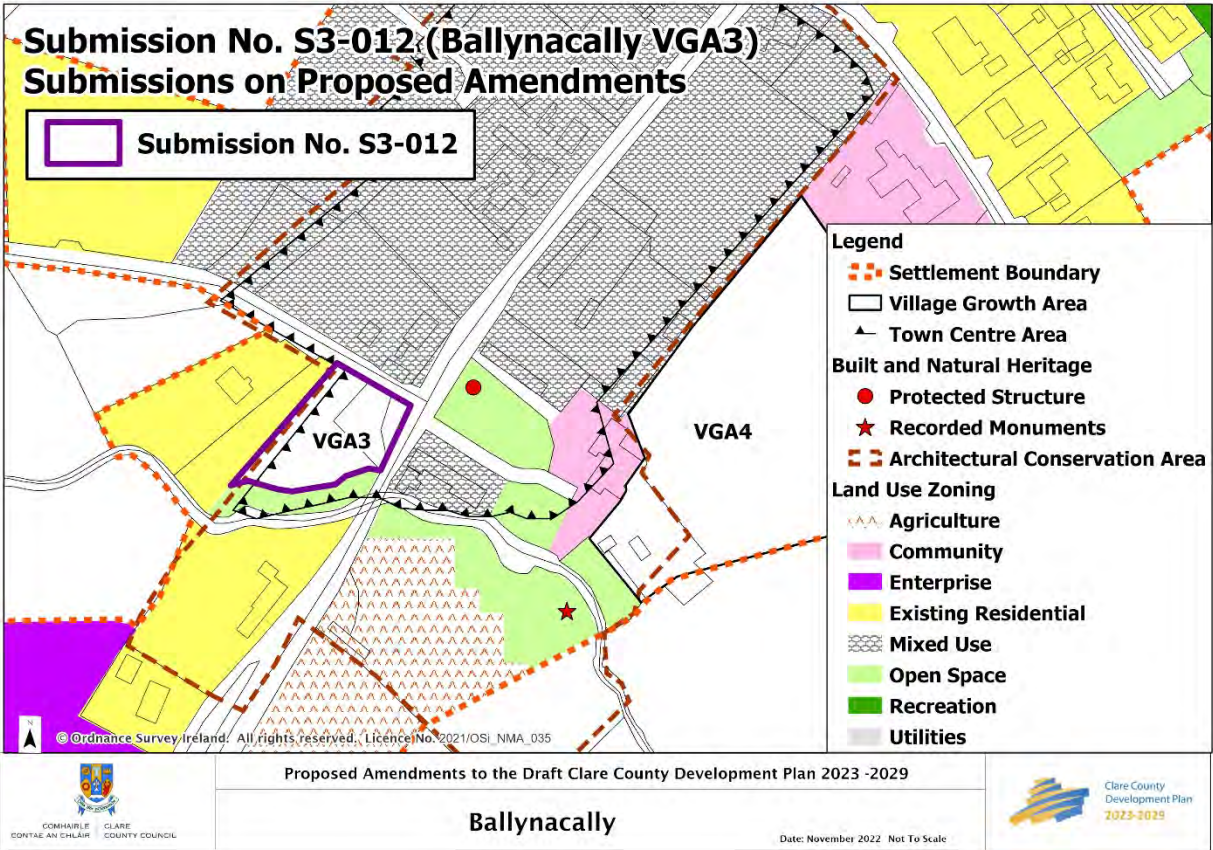 Submission No. S3-012 (Ballynacally VGA3)
Submissions on Proposed Amendments
Submission No. S3-012
VGA3
VGA4
Legend
Settlement Boundary
Village Growth Area
Town Centre Area
Built and Natural Heritage
Protected Structure
Recorded Monuments
Architectural Conservation Area
Land Use Zoning
Agriculture
Community
Enterprise
Existing Residential
Mixed Use
Open Space
Recreation
Utilities
N
© Ordnance Survey Ireland. All rights reserved. Licence No. 2021/OSi_NMA_035
COMHAIRLE CLARE
CONTAE AN CHLÁIR COUNTY COUNCIL
Proposed Amendments to the Draft Clare County Development Plan 2023 -2029
Ballynacally
Date: November 2022 Not To Scale
Clare County
Development Plan
2023-2029